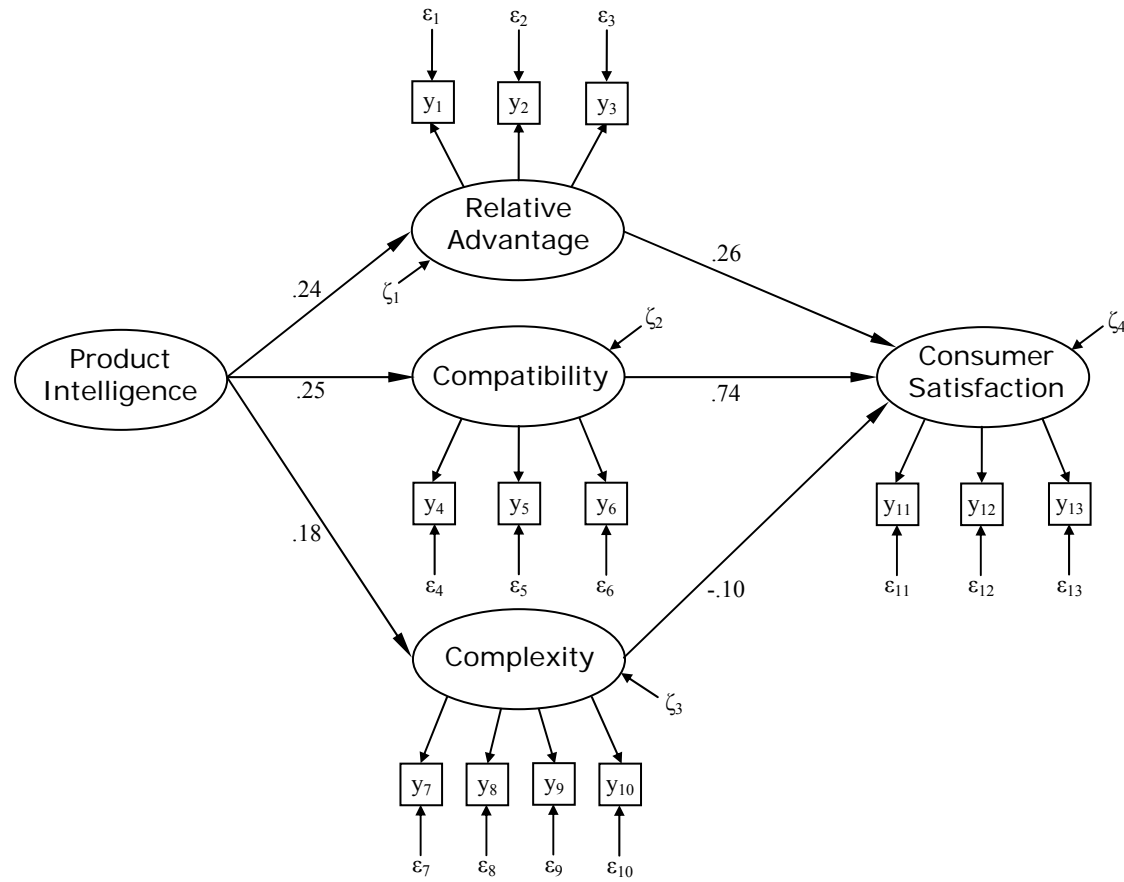 ε₁ ε₂ ε₃
y₁ y₂ y₃
Relative
Advantage
.26
.24
ζ₁
ζ₂
ζ₄
Product
Intelligence
.25
Compatibility
.74
Consumer
Satisfaction
y₄ y₅ y₆
y₁₁ y₁₂ y₁₃
.18
ε₄ ε₅ ε₆
-.10
ε₁₁ ε₁₂ ε₁₃
Complexity
ζ₃
y₇ y₈ y₉ y₁₀
ε₇ ε₈ ε₉ ε₁₀